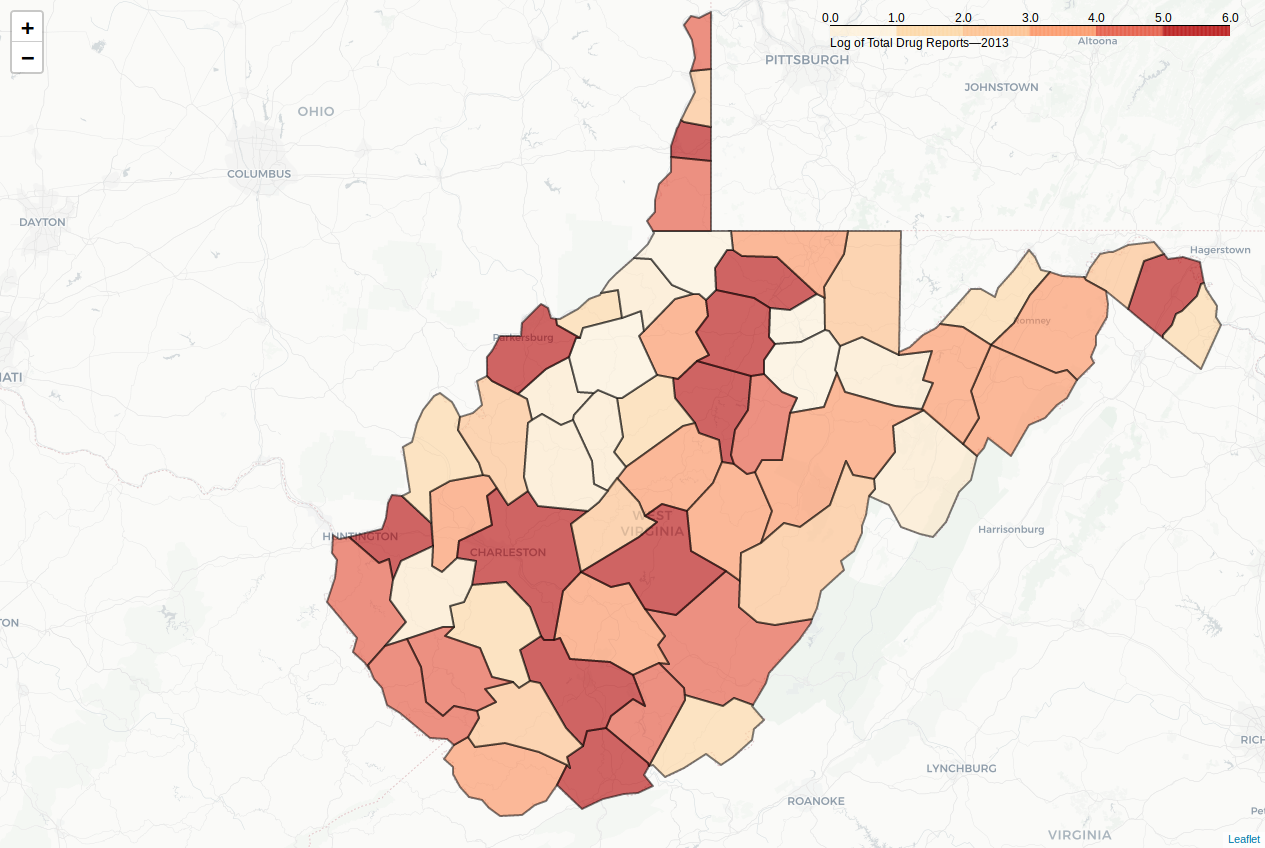 +
−
0.0 1.0 2.0 3.0 4.0 5.0 6.0
Log of Total Drug Reports—2013
Altoona
PITTSBURGH
JOHNSTOWN
OHIO
COLUMBUS
DAYTON
Hagerstown
Romney
Parkersburg
ATI
WEST
VIRGINIA
HUNTINGTON
CHARLESTON
Harrisonburg
ON
RICH
LYNCHBURG
ROANOKE
Pet
VIRGINIA
Leaflet